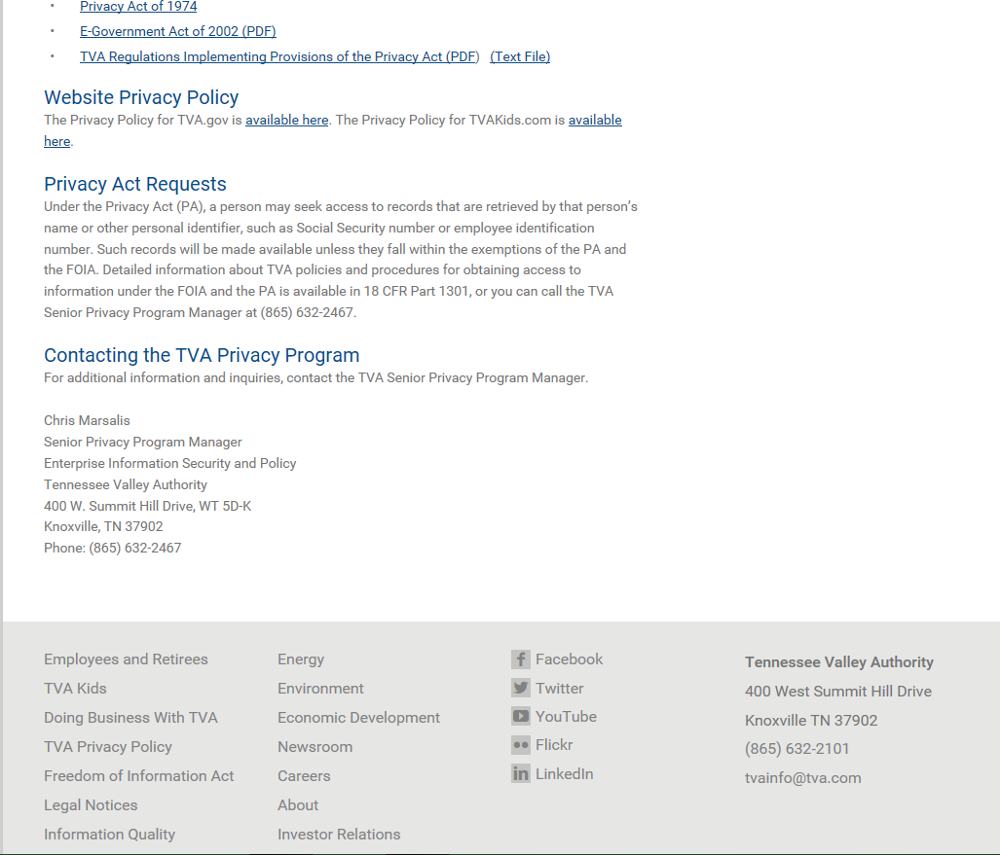 Privacy Act of 1974
E-Government Act of 2002 (PDF)
TVA Regulations Implementing Provisions of the Privacy Act (PDF) (Text File)
Website Privacy Policy
The Privacy Policy for TVA.gov is available here. The Privacy Policy for TVAKids.com is available
here.
Privacy Act Requests
Under the Privacy Act (PA), a person may seek access to records that are retrieved by that person's
name or other personal identifier, such as Social Security number or employee identification
number. Such records will be made available unless they fall within the exemptions of the PA and
the FOIA. Detailed information about TVA policies and procedures for obtaining access to
information under the FOIA and the PA is available in 18 CFR Part 1301, or you can call the TVA
Senior Privacy Program Manager at (865) 632-2467.
Contacting the TVA Privacy Program
For additional information and inquiries, contact the TVA Senior Privacy Program Manager.
Chris Marsalis
Senior Privacy Program Manager
Enterprise Information Security and Policy
Tennessee Valley Authority
400 W. Summit Hill Drive, WT 5D-K
Knoxville, TN 37902
Phone: (865) 632-2467
Employees and Retirees
TVA Kids
Doing Business With TVA
TVA Privacy Policy
Freedom of Information Act
Legal Notices
Information Quality
Energy
Environment
Economic Development
Newsroom
Careers
About
Investor Relations
Facebook
Twitter
YouTube
Flickr
LinkedIn
Tennessee Valley Authority
400 West Summit Hill Drive
Knoxville TN 37902
(865) 632-2101
tvainfo@tva.com